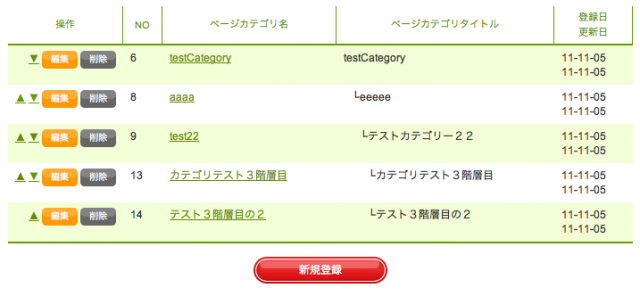 操作 NO ページカテゴリ名 ページカテゴリタイトル 登録日
更新日
▼ 編集 削除 6 testCategory testCategory 11-11-05
11-11-05
▲ ▼ 編集 削除 8 aaaa └eeeee 11-11-05
11-11-05
▲ ▼ 編集 削除 9 test22 └テストカテゴリー２２ 11-11-05
11-11-05
▲ ▼ 編集 削除 13 カテゴリテスト３階層目 └カテゴリテスト３階層目 11-11-05
11-11-05
▲ 編集 削除 14 テスト３階層目の２ └テスト３階層目の２ 11-11-05
11-11-05
新規登録